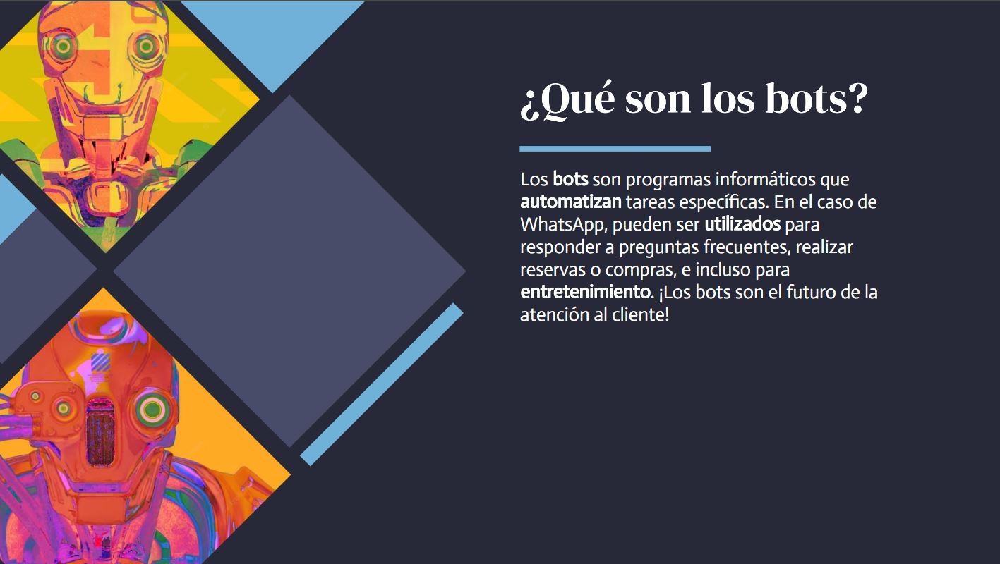 ¿Qué son los bots?
Los bots son programas informáticos que
automatizan tareas específicas. En el caso de
WhatsApp, pueden ser utilizados para
responder a preguntas frecuentes, realizar
reservas o compras, e incluso para
entretenimiento. ¡Los bots son el futuro de la
atención al cliente!